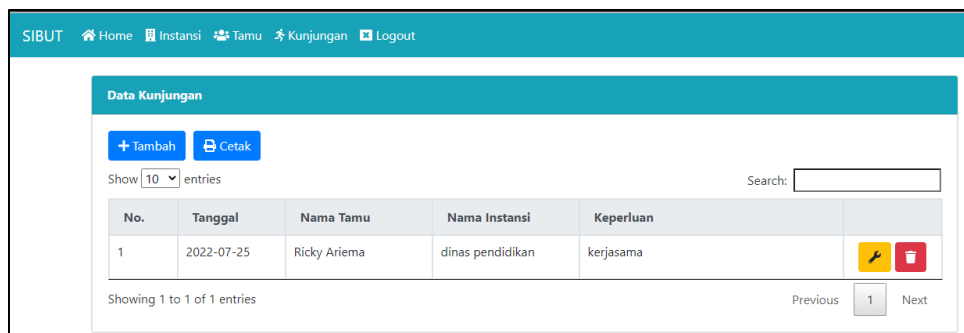 SIBUT Home Instansi Tamu Kunjungan Logout
Data Kunjungan
Tambah Cetak
Show 10 entries Search:
No. Tanggal Nama Tamu Nama Instansi Keperluan
1 2022-07-25 Ricky Ariema dinas pendidikan kerjasama
Showing 1 to 1 of 1 entries Previous 1 Next